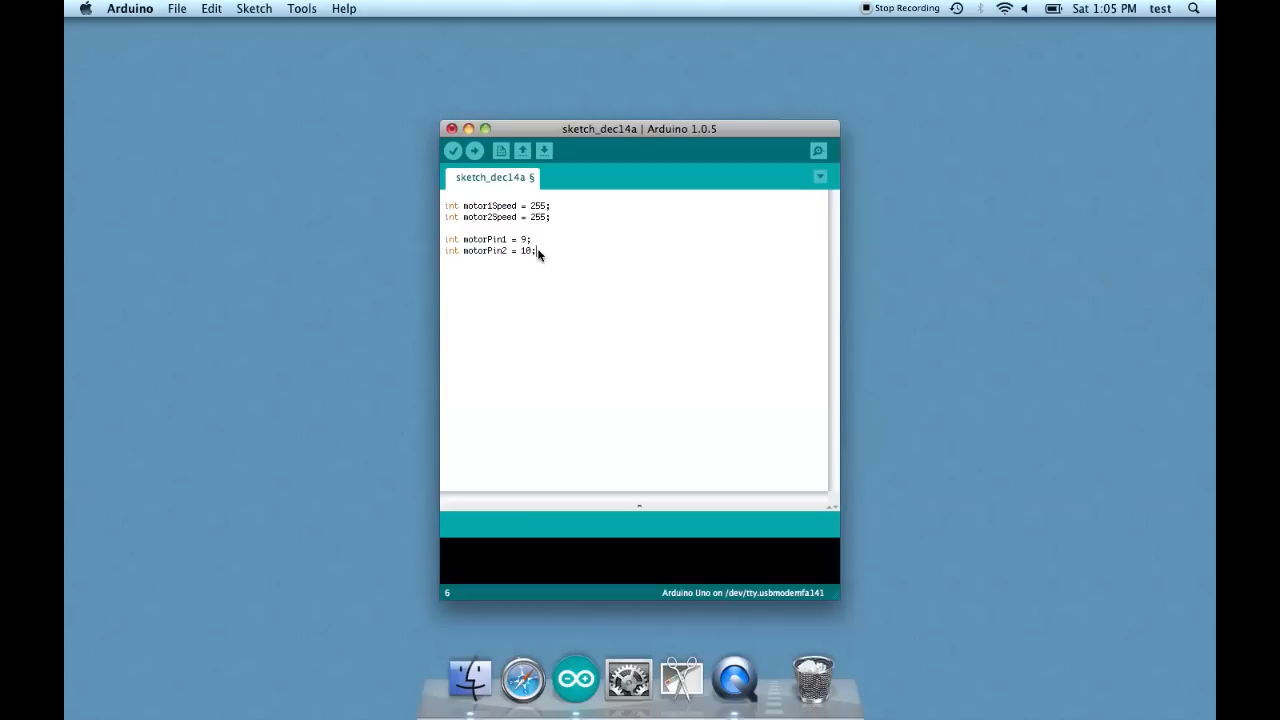 Arduino File Edit Sketch Tools Help Stop Recording Sat 1:05 PM test
sketch_dec14a | Arduino 1.0.5
sketch_dec14a §
int motor1Speed = 255;
int motor2Speed = 255;
int motorPin1 = 9;
int motorPin2 = 10;
6 Arduino Uno on /dev/tty.usbmodemfa141